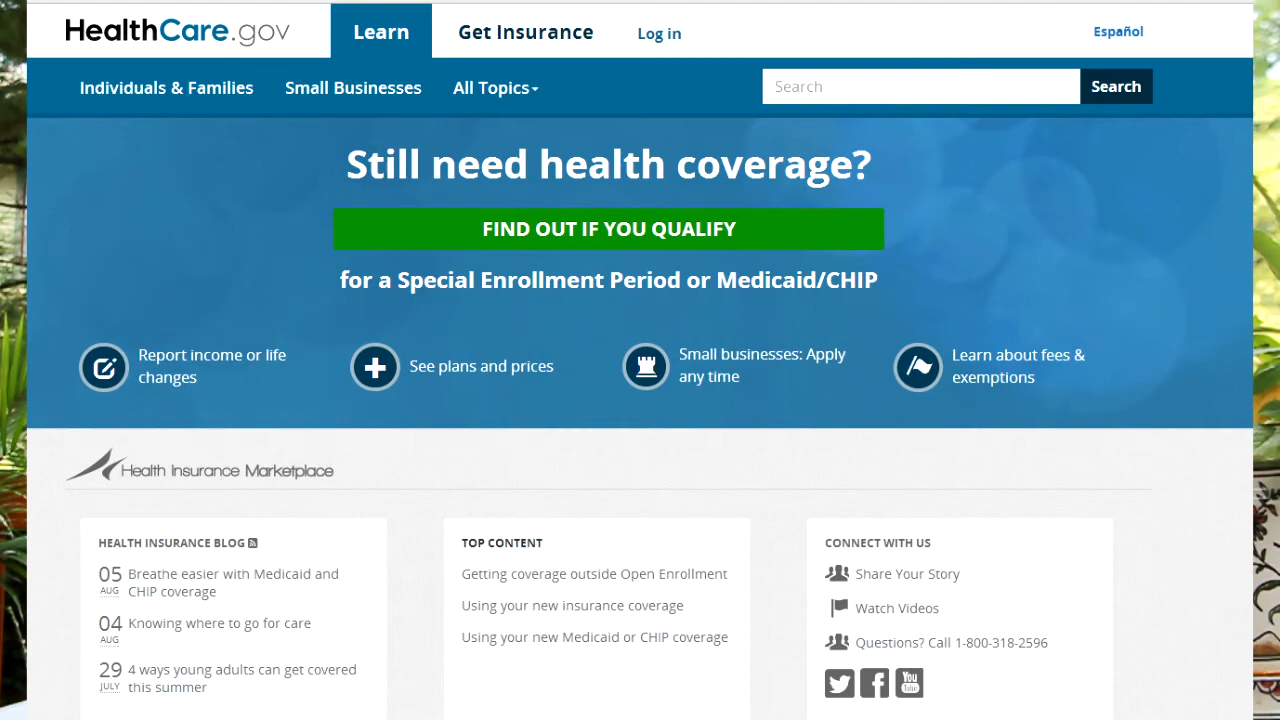 HealthCare.gov
Learn
Get Insurance
Log in
Español
Individuals & Families
Small Businesses
All Topics
Search
Search
Still need health coverage?
FIND OUT IF YOU QUALIFY
for a Special Enrollment Period or Medicaid/CHIP
Report income or life
changes
See plans and prices
Small businesses: Apply
any time
Learn about fees &
exemptions
Health Insurance Marketplace
HEALTH INSURANCE BLOG
05 AUG
Breathe easier with Medicaid and
CHIP coverage
04 AUG
Knowing where to go for care
29 JULY
4 ways young adults can get covered
this summer
TOP CONTENT
Getting coverage outside Open Enrollment
Using your new insurance coverage
Using your new Medicaid or CHIP coverage
CONNECT WITH US
Share Your Story
Watch Videos
Questions? Call 1-800-318-2596
You Tube